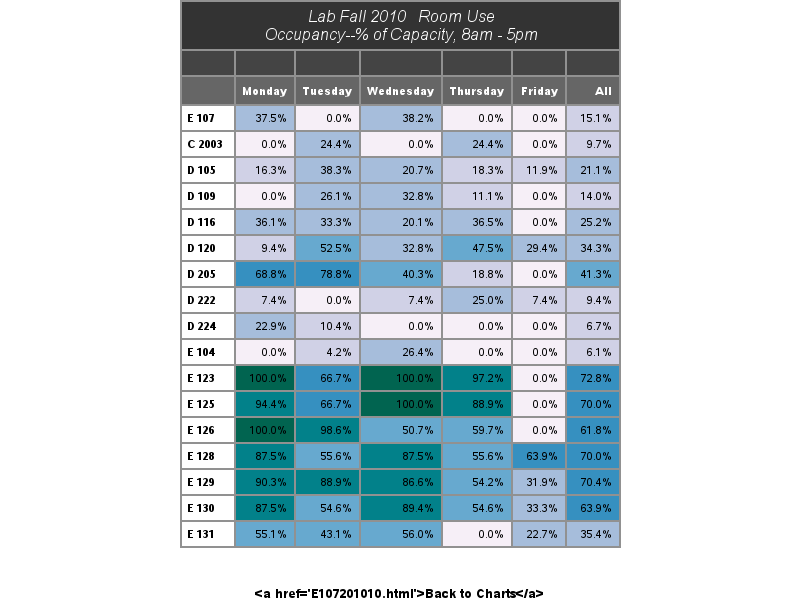 Lab Fall 2010 Room Use
Occupancy--% of Capacity, 8am - 5pm
Monday Tuesday Wednesday Thursday Friday All
E 107 37.5% 0.0% 38.2% 0.0% 0.0% 15.1%
C 2003 0.0% 24.4% 0.0% 24.4% 0.0% 9.7%
D 105 16.3% 38.3% 20.7% 18.3% 11.9% 21.1%
D 109 0.0% 26.1% 32.8% 11.1% 0.0% 14.0%
D 116 36.1% 33.3% 20.1% 36.5% 0.0% 25.2%
D 120 9.4% 52.5% 32.8% 47.5% 29.4% 34.3%
D 205 68.8% 78.8% 40.3% 18.8% 0.0% 41.3%
D 222 7.4% 0.0% 7.4% 25.0% 7.4% 9.4%
D 224 22.9% 10.4% 0.0% 0.0% 0.0% 6.7%
E 104 0.0% 4.2% 26.4% 0.0% 0.0% 6.1%
E 123 100.0% 66.7% 100.0% 97.2% 0.0% 72.8%
E 125 94.4% 66.7% 100.0% 88.9% 0.0% 70.0%
E 126 100.0% 98.6% 50.7% 59.7% 0.0% 61.8%
E 128 87.5% 55.6% 87.5% 55.6% 63.9% 70.0%
E 129 90.3% 88.9% 86.6% 54.2% 31.9% 70.4%
E 130 87.5% 54.6% 89.4% 54.6% 33.3% 63.9%
E 131 55.1% 43.1% 56.0% 0.0% 22.7% 35.4%
<a href='E107201010.html'>Back to Charts</a>